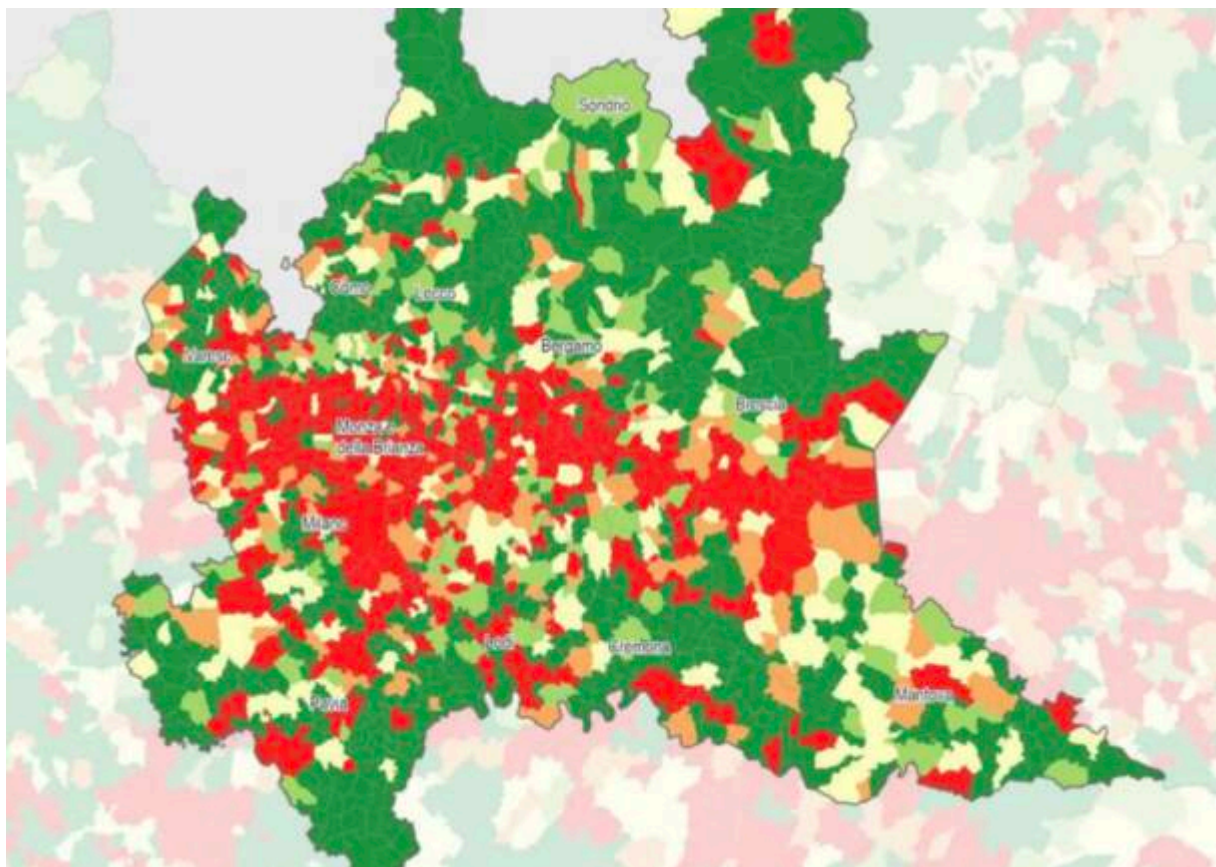 Sondrio
Como
Lecco
Varese
Bergamo
Brescia
Monza e
della Brianza
Milano
Lodi
Cremona
Pavia
Mantova